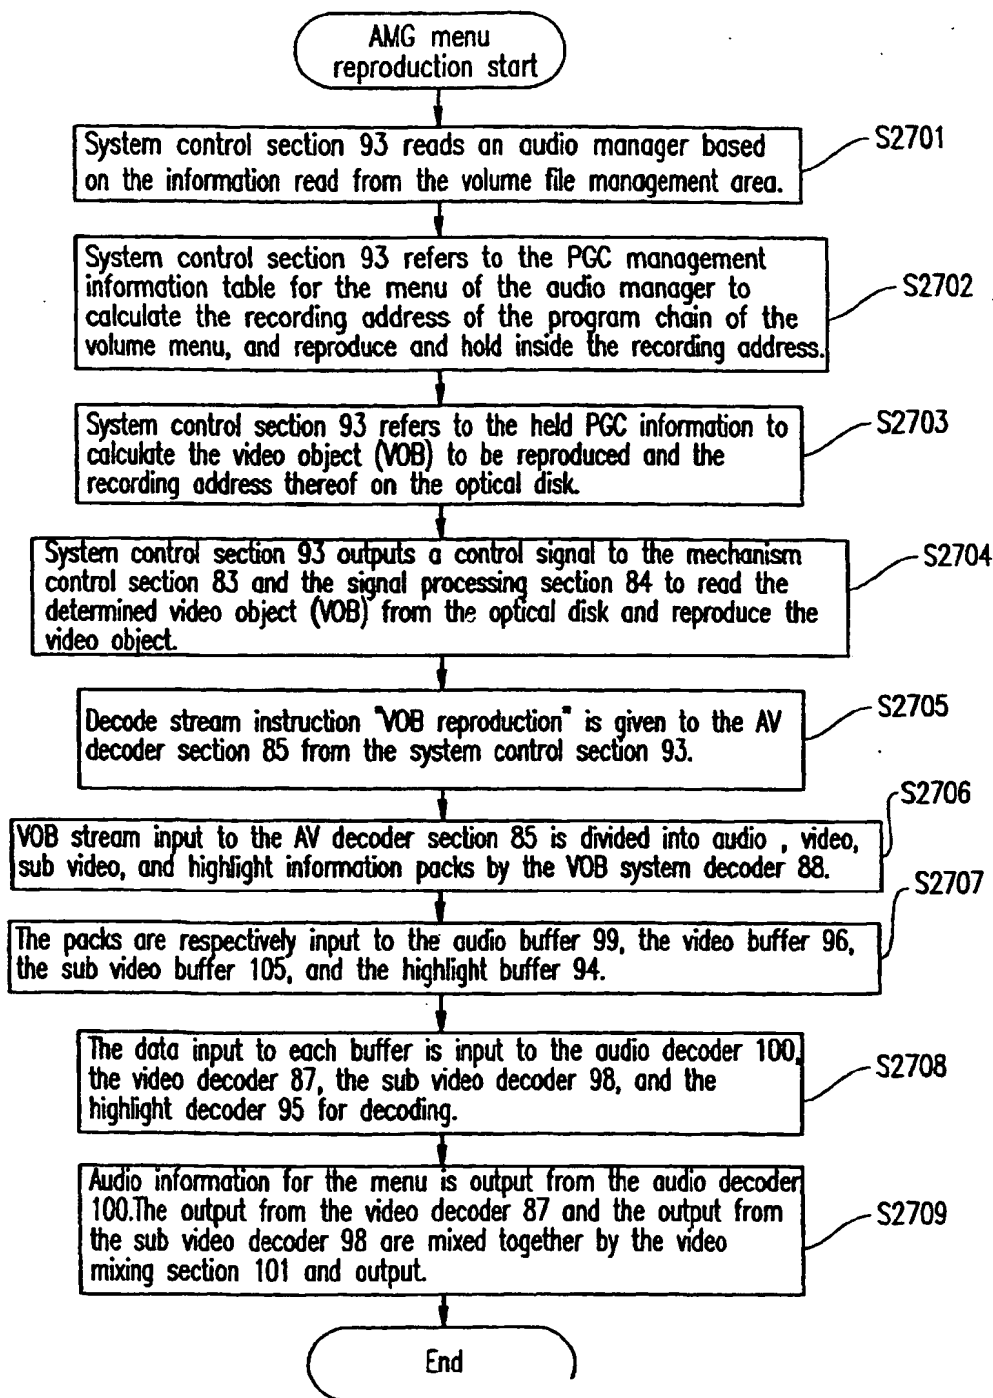 AMG menu
reproduction start
System control section 93 reads an audio manager based
on the information read from the volume file management area.
S2701
System control section 93 refers to the PGC management
information table for the menu of the audio manager to
calculate the recording address of the program chain of the
volume menu, and reproduce and hold inside the recording address.
S2702
System control section 93 refers to the held PGC information to
calculate the video object (VOB) to be reproduced and the
recording address thereof on the optical disk.
S2703
System control section 93 outputs a control signal to the mechanism
control section 83 and the signal processing section 84 to read the
determined video object (VOB) from the optical disk and reproduce the
video object.
S2704
Decode stream instruction "VOB reproduction" is given to the AV
decoder section 85 from the system control section 93.
S2705
VOB stream input to the AV decoder section 85 is divided into audio , video,
sub video, and highlight information packs by the VOB system decoder 88.
S2706
The packs are respectively input to the audio buffer 99, the video buffer 96,
the sub video buffer 105, and the highlight buffer 94.
S2707
The data input to each buffer is input to the audio decoder 100,
the video decoder 87, the sub video decoder 98, and the
highlight decoder 95 for decoding.
S2708
Audio information for the menu is output from the audio decoder
100.The output from the video decoder 87 and the output from
the sub video decoder 98 are mixed together by the video
mixing section 101 and output.
S2709
End